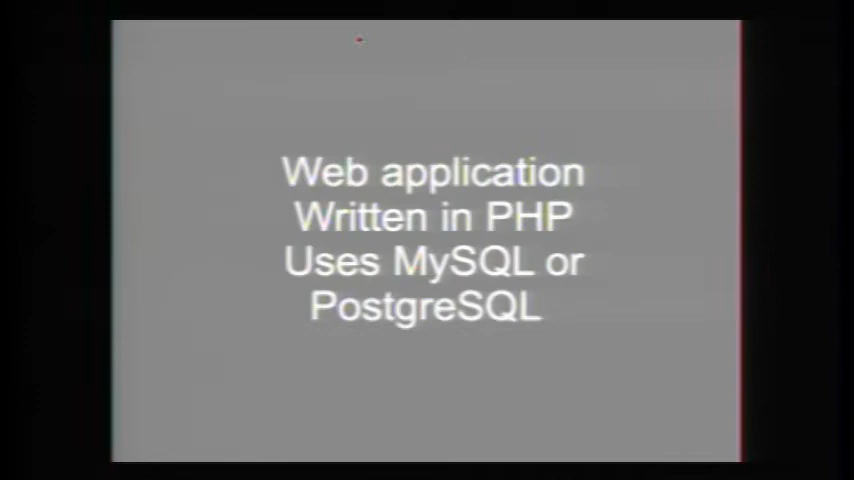 Web application
Written in PHP
Uses MySQL or
PostgreSQL